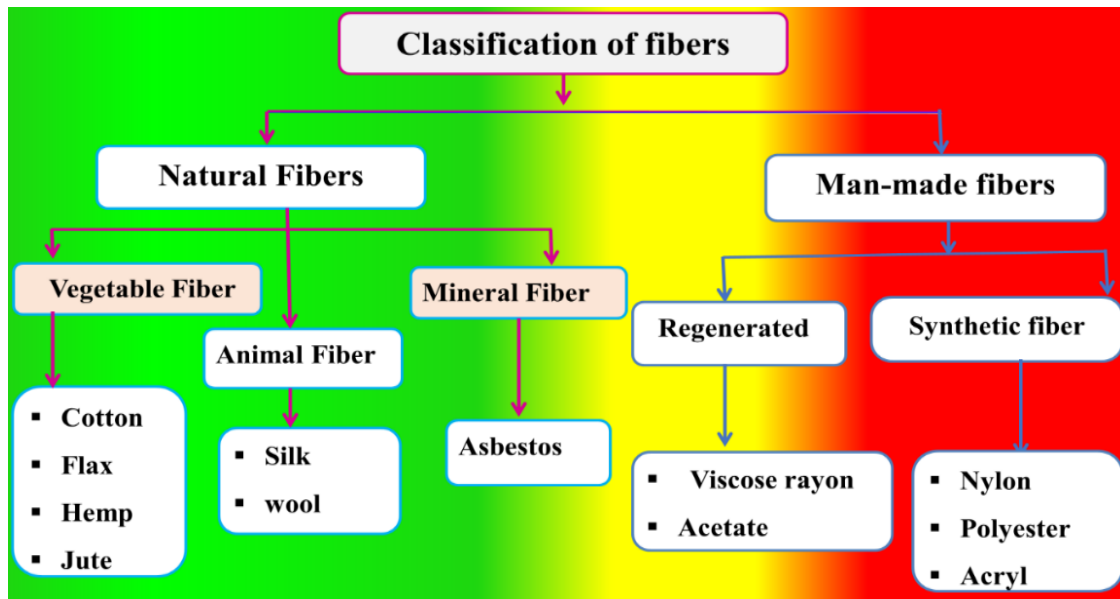 Classification of fibers
Natural Fibers
Man-made fibers
Vegetable Fiber
Animal Fiber
Mineral Fiber
Regenerated
Synthetic fiber
▪ Cotton
▪ Flax
▪ Hemp
▪ Jute
▪ Silk
▪ wool
Asbestos
▪ Viscose rayon
▪ Acetate
▪ Nylon
▪ Polyester
▪ Acryl